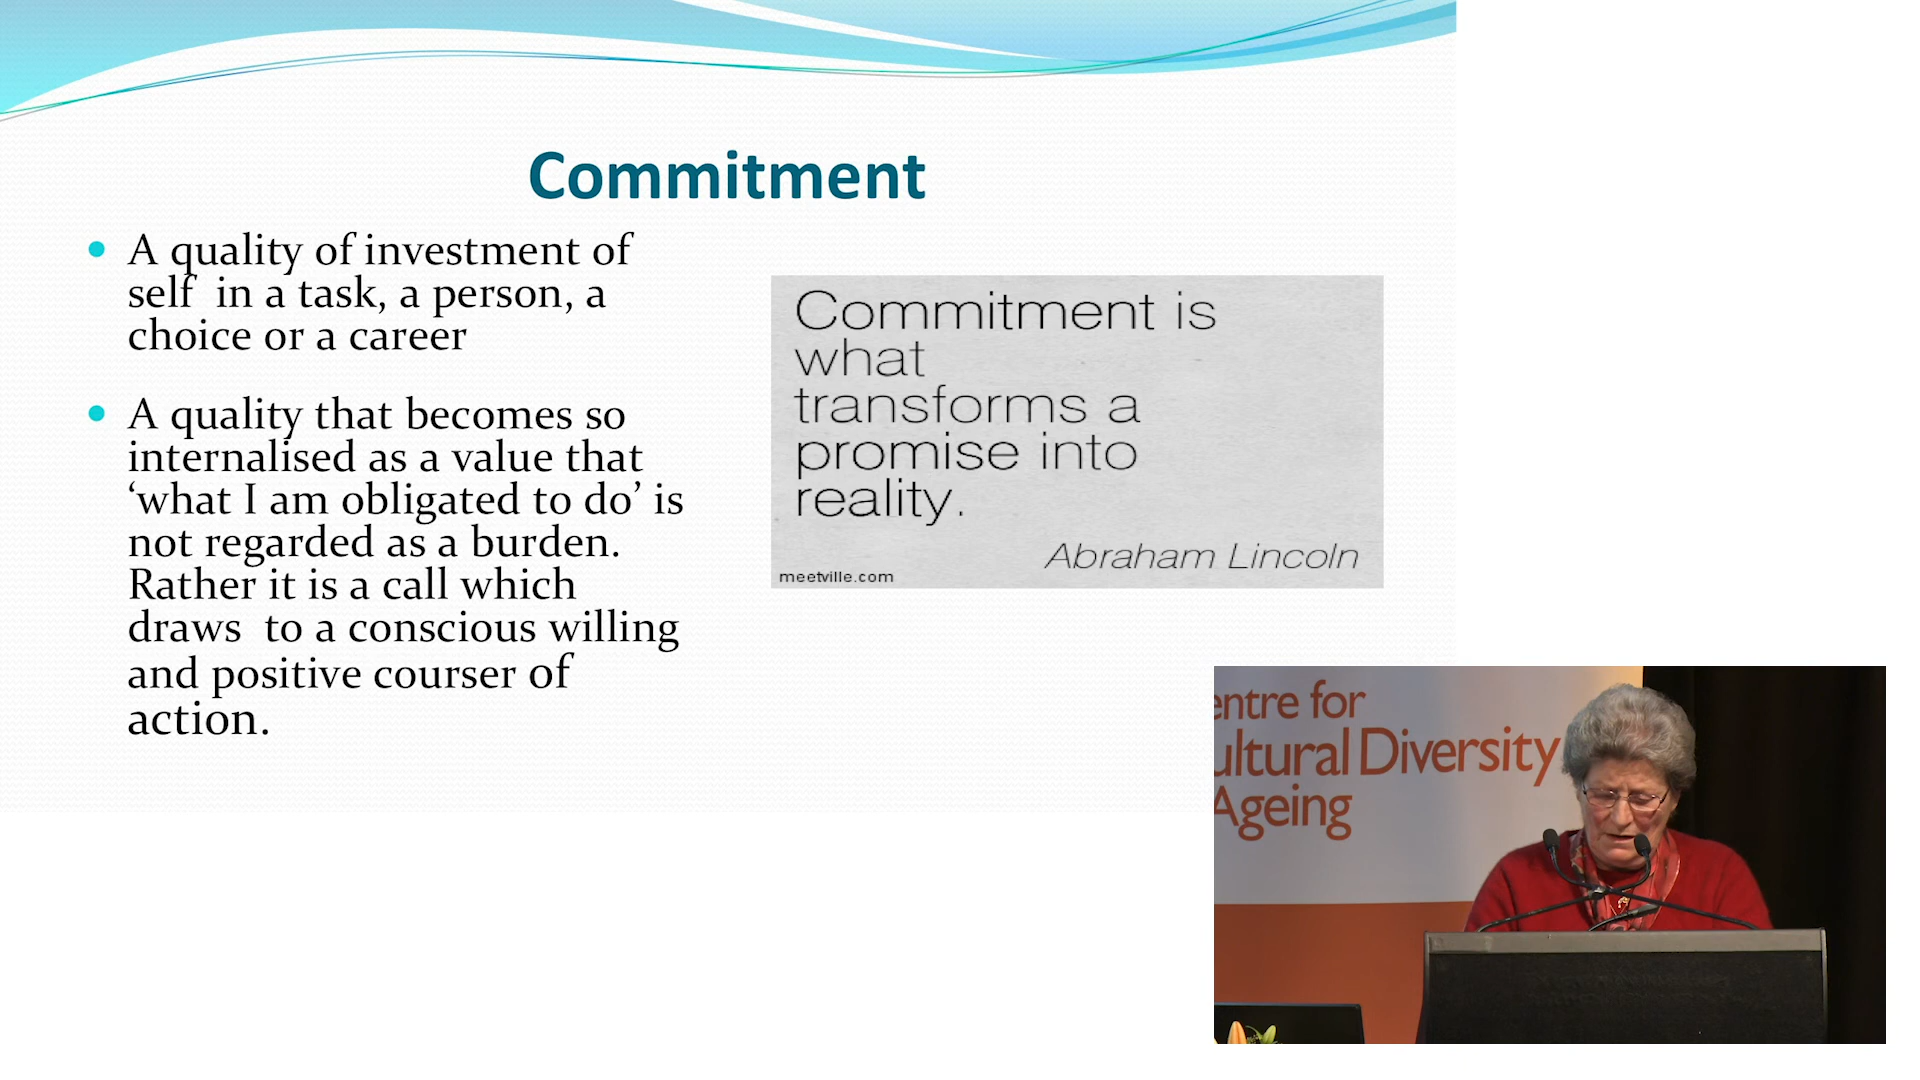 Commitment
A quality of investment of
self in a task, a person, a
choice or a career
A quality that becomes so
internalised as a value that
‘what I am obligated to do’ is
not regarded as a burden.
Rather it is a call which
draws to a conscious willing
and positive courser of
action.
Commitment is
what
transforms a
promise into
reality.
Abraham Lincoln
meetville.com
entre for
ultural Diversity
Ageing